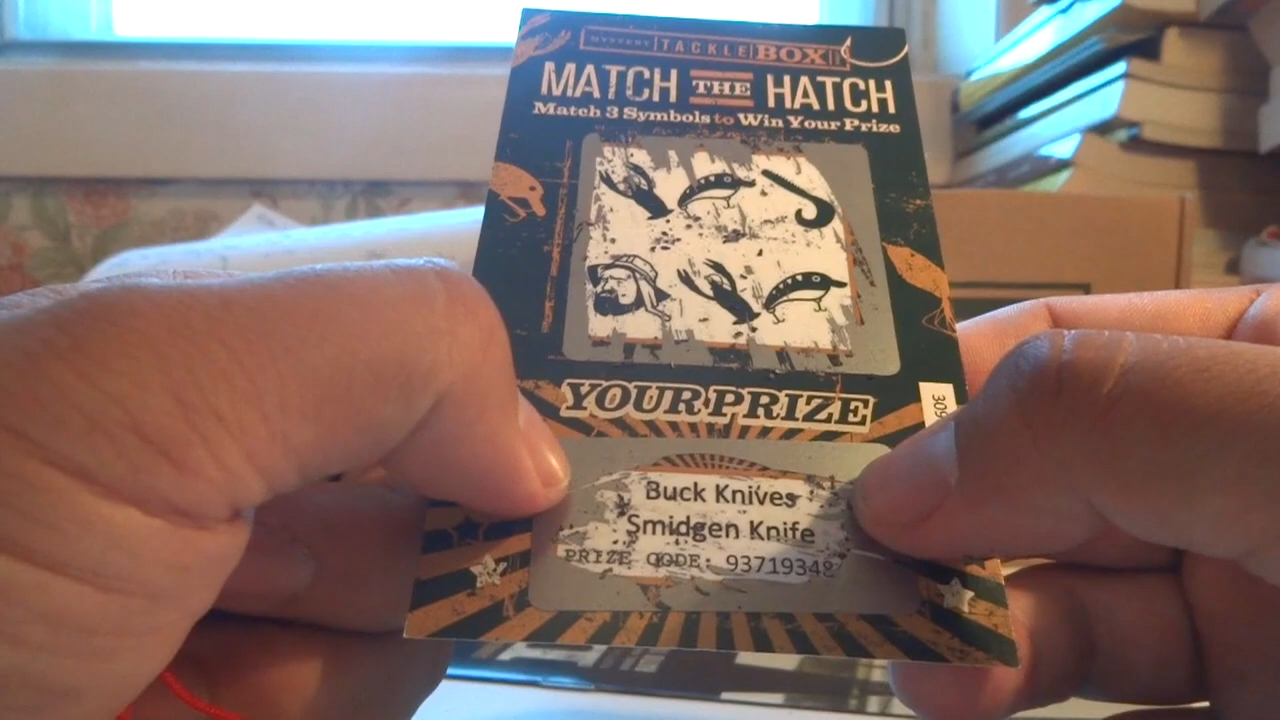 MYSTERY TACKLE BOX
MATCH THE HATCH
Match 3 Symbols to Win Your Prize
YOUR PRIZE
309
Buck Knives
Smidgen Knife
PRIZE CODE: 93719348